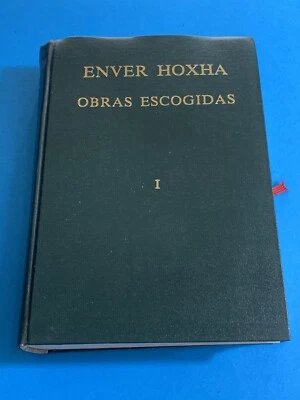 ENVER HOXHA
OBRAS ESCOGIDAS
I